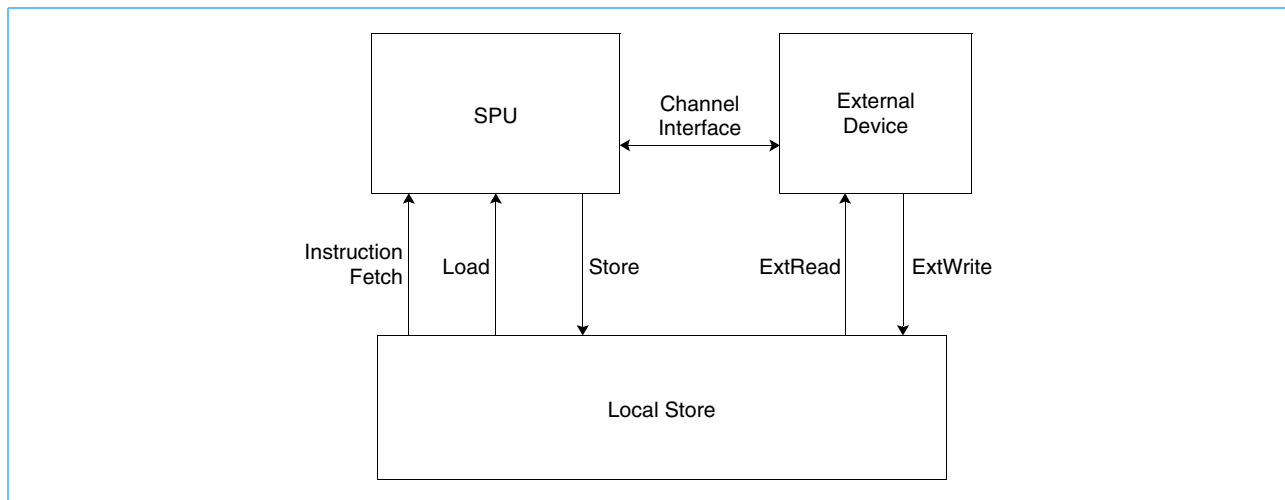 SPU
Channel
Interface
External
Device
Instruction
Fetch
Load
Store
ExtRead
ExtWrite
Local Store